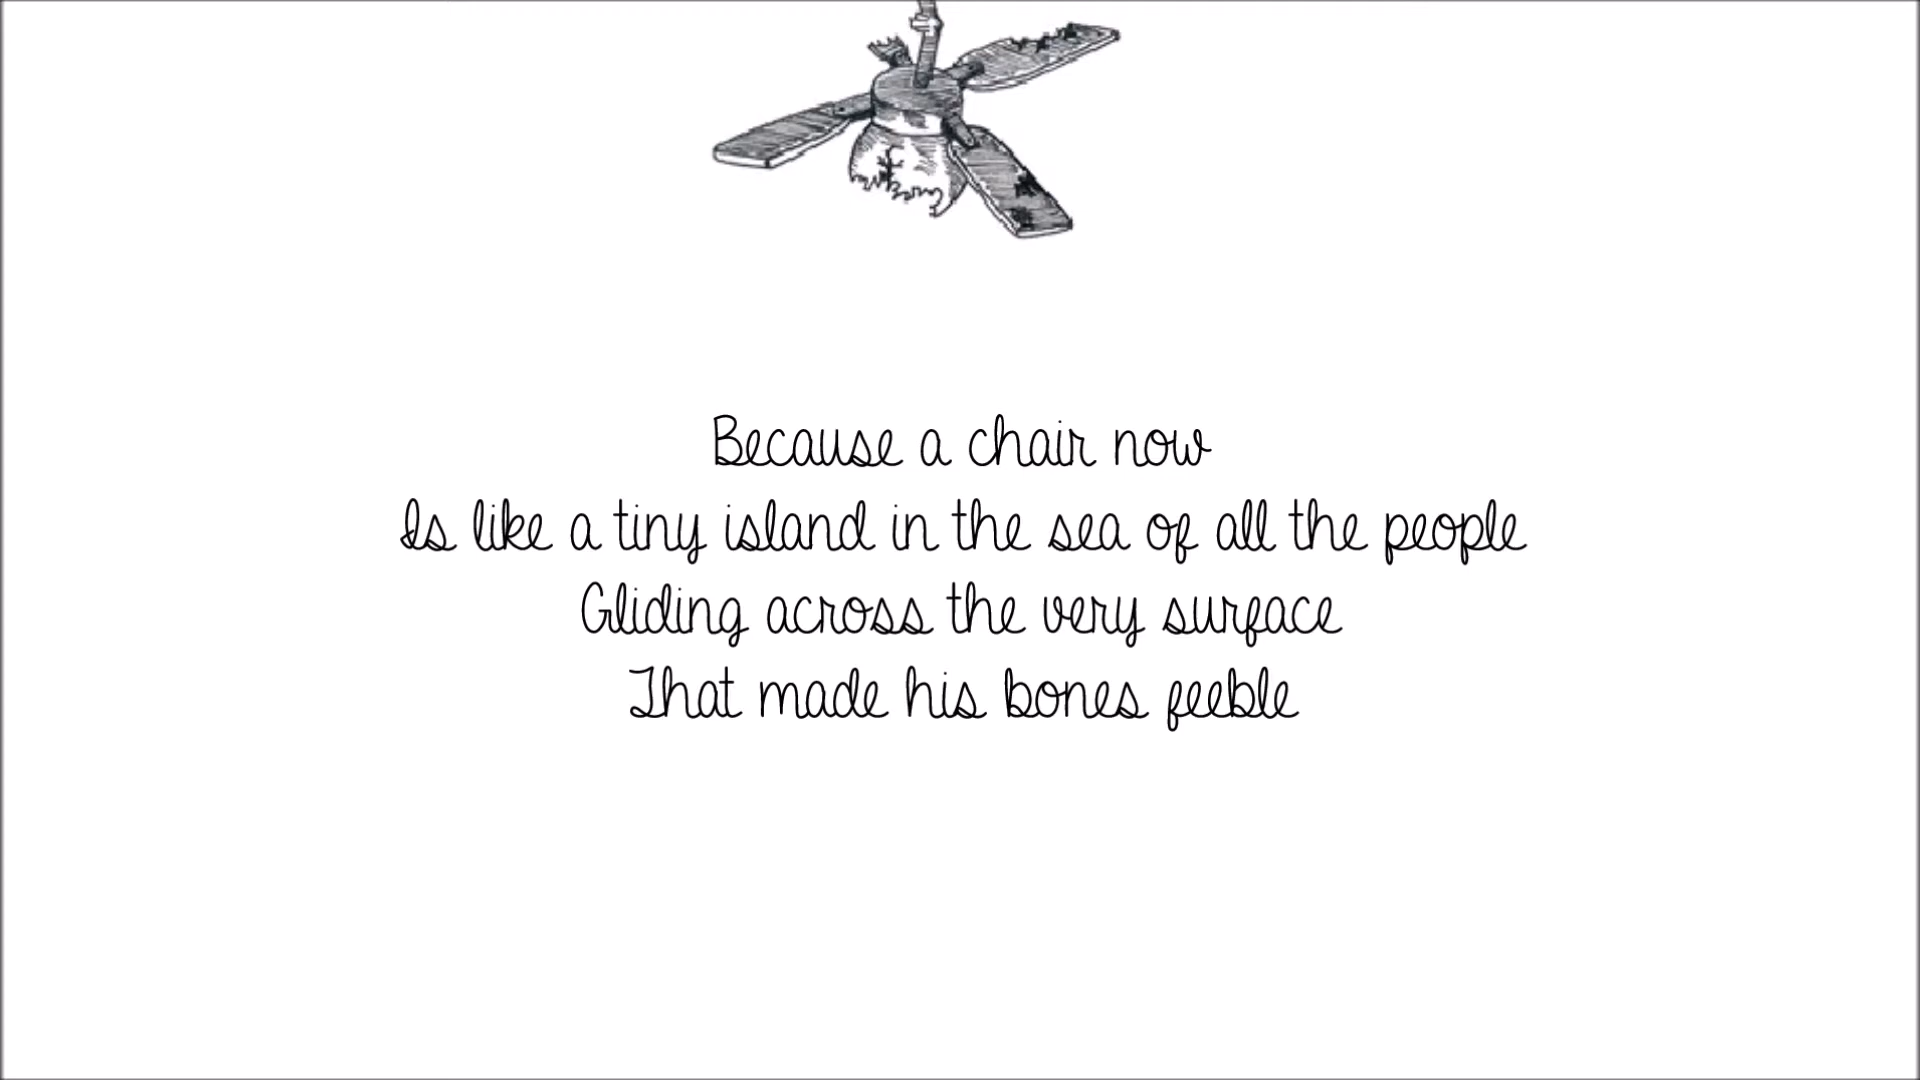 Because a chair now
Is like a tiny island in the sea of all the people
Gliding across the very surface
That made his bones feeble